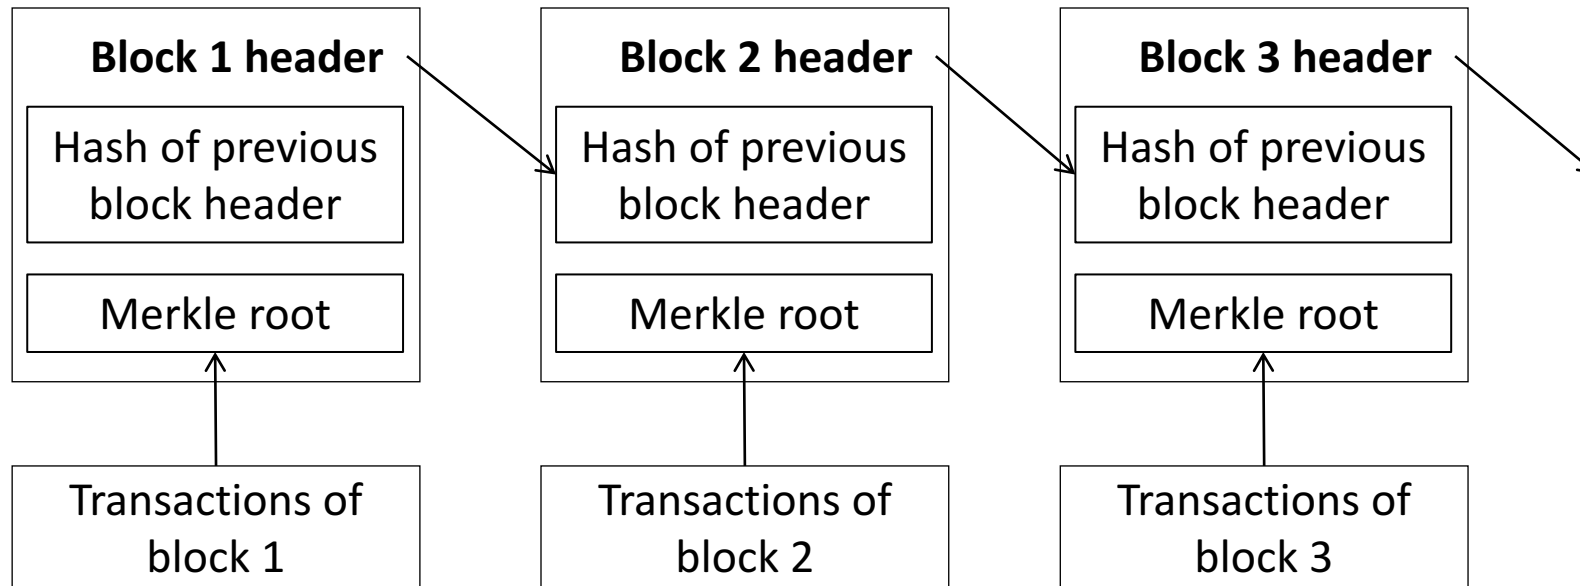 Block 1 header
Hash of previous
block header
Merkle root
Transactions of
block 1
Block 2 header
Hash of previous
block header
Merkle root
Transactions of
block 2
Block 3 header
Hash of previous
block header
Merkle root
Transactions of
block 3